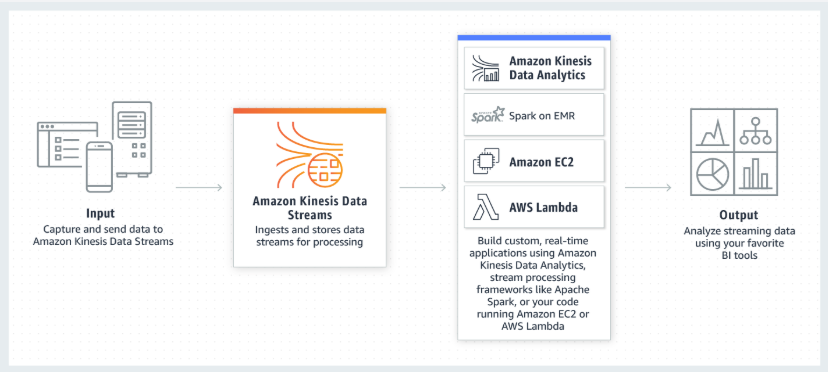 Input
Capture and send data to
Amazon Kinesis Data Streams
Amazon Kinesis Data
Streams
Ingests and stores data
streams for processing
Amazon Kinesis
Data Analytics
APACHE
Spark Spark on EMR
Amazon EC2
AWS Lambda
Build custom, real-time
applications using Amazon
Kinesis Data Analytics,
stream processing
frameworks like Apache
Spark, or your code
running Amazon EC2 or
AWS Lambda
Output
Analyze streaming data
using your favorite
BI tools